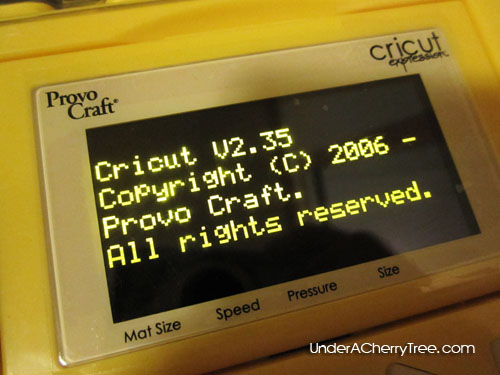 Provo
Craft®
cricut
expression
Cricut V2.35
Copyright (C) 2006 -
Provo Craft.
All rights reserved.
Mat Size Speed Pressure Size
UnderACherryTree.com